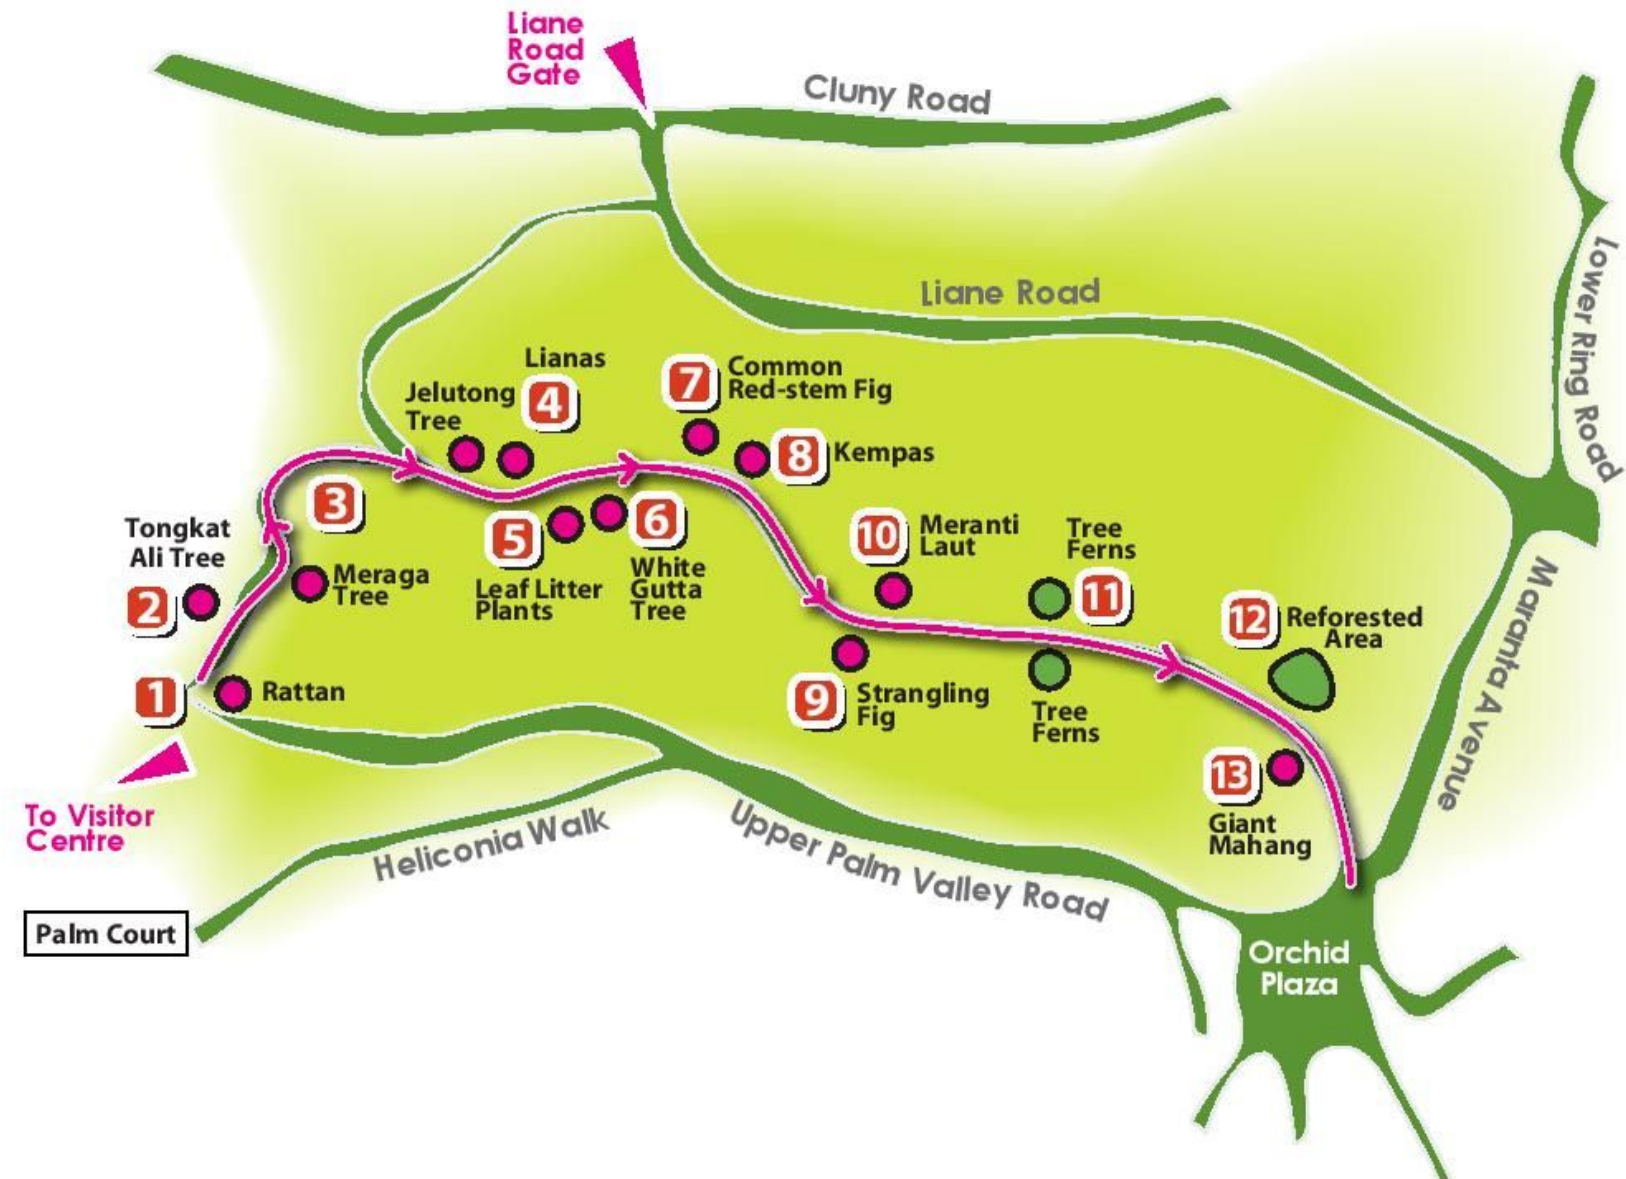 Liane
Road
Gate
Cluny Road
Lower Ring Road
Liane Road
Lianas
4
Jelutong
Tree
7
Common
Red-stem Fig
8
Kempas
3
Tongkat
Ali Tree
2
Meraga
Tree
5
Leaf Litter
Plants
6
White
Gutta
Tree
10
Meranti
Laut
Tree
Ferns
11
12
Reforested
Area
Maranta Avenue
1
Rattan
9
Strangling
Fig
Tree
Ferns
13
Giant
Mahang
To Visitor
Centre
Heliconia Walk
Upper Palm Valley Road
Palm Court
Orchid
Plaza